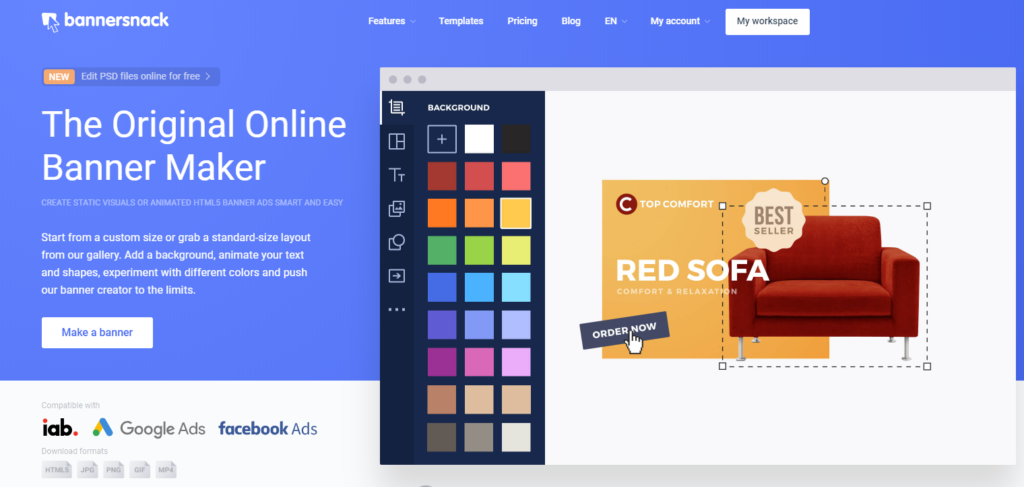 bannersnack
Features
Templates
Pricing
Blog
EN
My account
My workspace
NEW Edit PSD files online for free
The Original Online
Banner Maker
CREATE STATIC VISUALS OR ANIMATED HTML5 BANNER ADS SMART AND EASY
Start from a custom size or grab a standard-size layout
from our gallery. Add a background, animate your text
and shapes, experiment with different colors and push
our banner creator to the limits.
Make a banner
Compatible with
iab.
Google Ads
facebook Ads
Download formats
HTML5
JPG
PNG
GIF
MP4
BACKGROUND
TT
C TOP COMFORT
BEST
SELLER
RED SOFA
COMFORT & RELAXATION
ORDER NOW